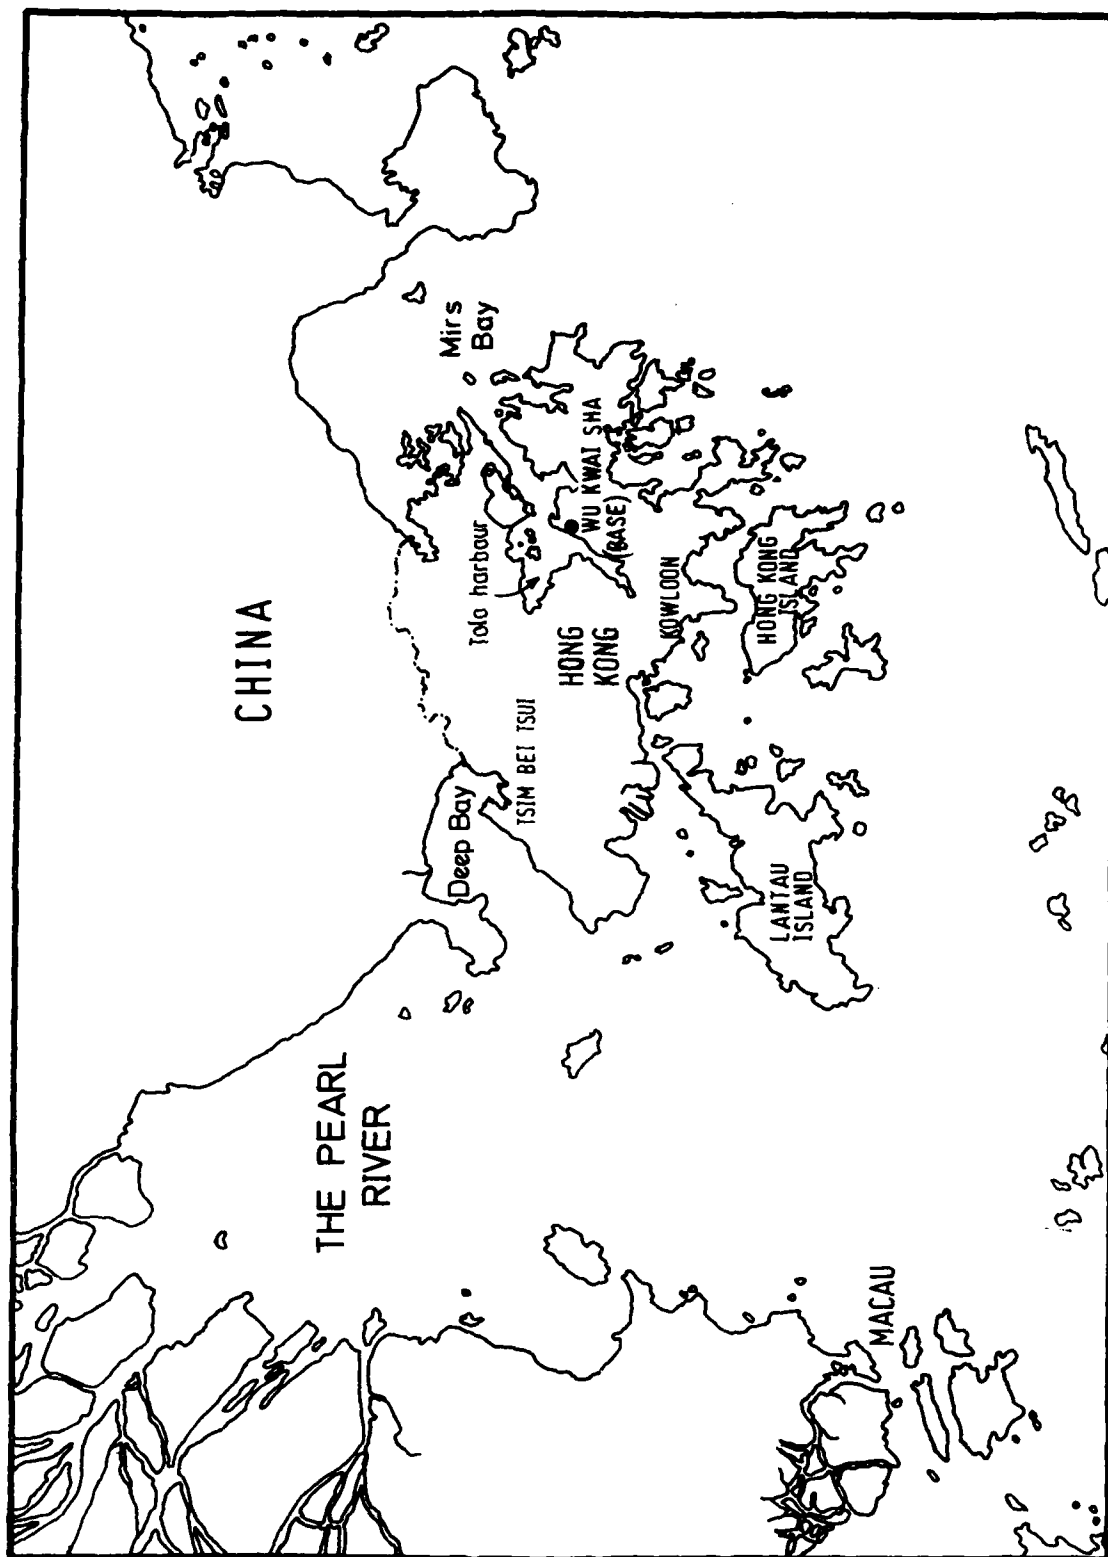 CHINA
Mirs
Bay
Tolo harbour
WU KWAI SHA
(BASE)
Deep Bay
TSIM BEI TSUI
HONG
KONG
KOWLOON
HONG KONG
ISLAND
LANTAU
ISLAND
THE PEARL
RIVER
MACAU